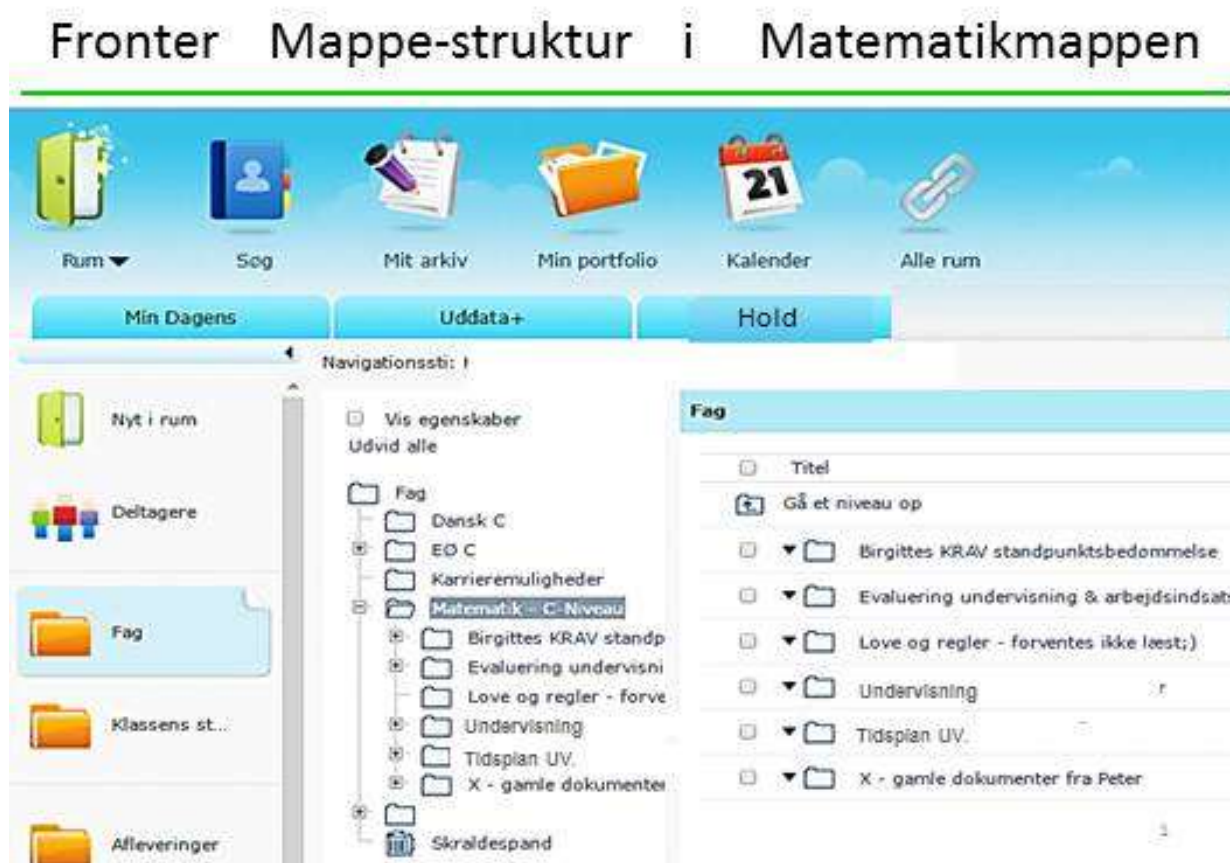 Fronter Mappe-struktur i Matematikmappen
21
Rum
Søg
Mit arkiv
Min portfolio
Kalender
Alle rum
Min Dagens
Uddata+
Hold
Navigationssti:
Nyt i rum
Deltagere
Fag
Klassens st...
Afleveringer
Vis egenskaber
Udvid alle
Fag
Dansk C
EØ C
Karrieremuligheder
Matematik - C-Niveau
Birgittes KRAV standp
Evaluering undervisni
Love og regler - forve
Undervisning
Tidsplan UV.
X - gamle dokumenter
Skraldespand
Fag
Titel
Gå et niveau op
Birgittes KRAV standpunktsbedømmelse
Evaluering undervisning & arbejdsindsats
Love og regler - forventes ikke læst;)
Undervisning r
Tidsplan UV.
X - gamle dokumenter fra Peter